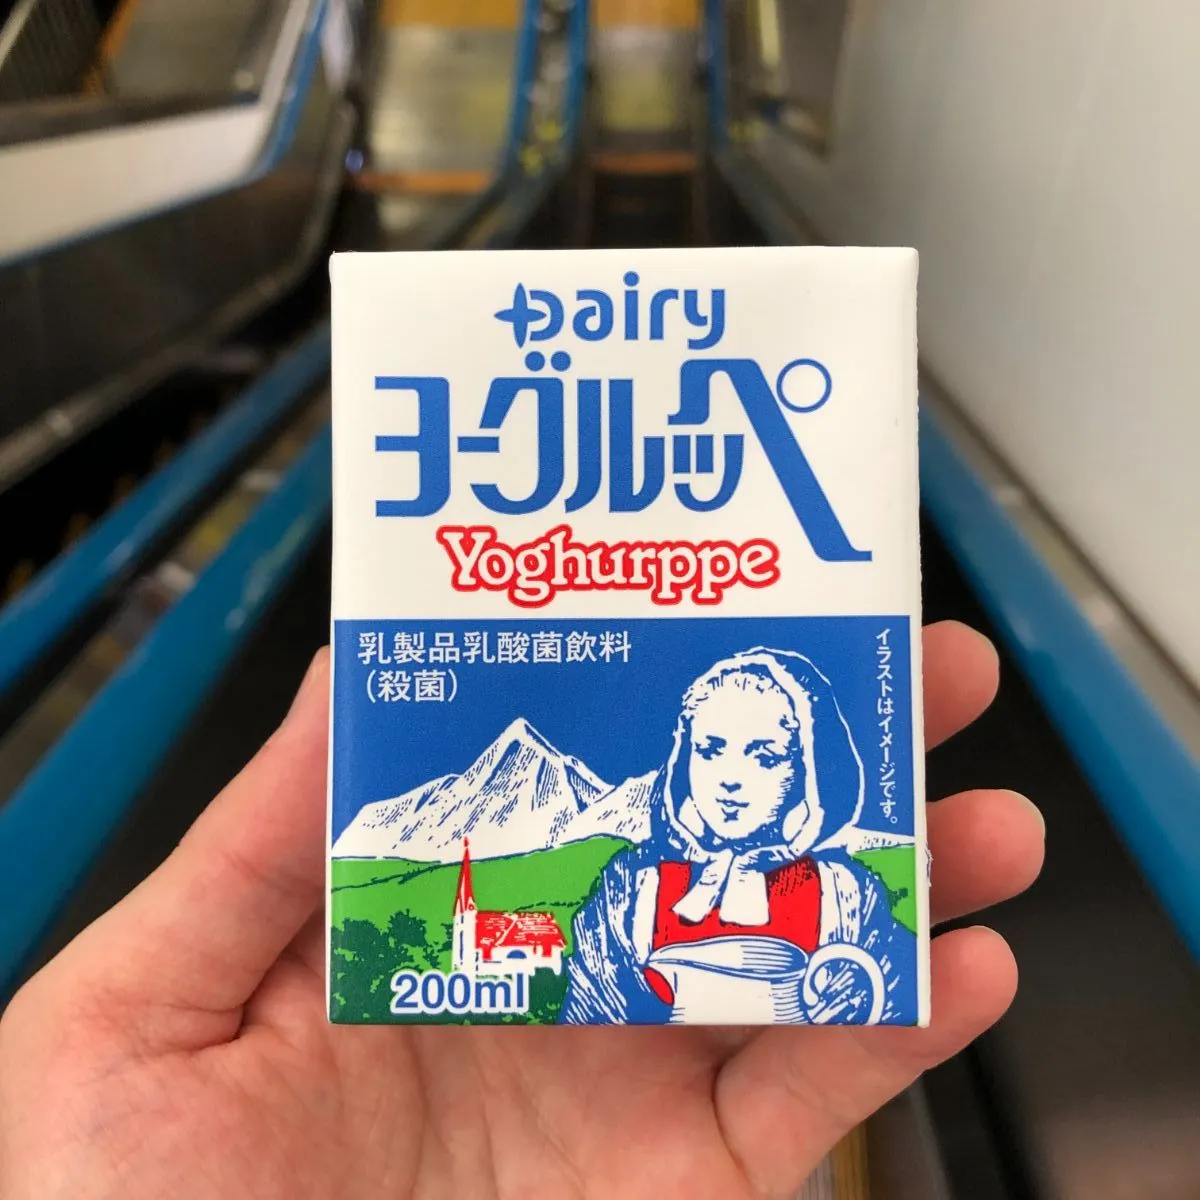 Dairy
ヨーグルッペ
Yoghurppe
乳製品乳酸菌飲料
（殺菌）
イラストはイメージです。
200ml